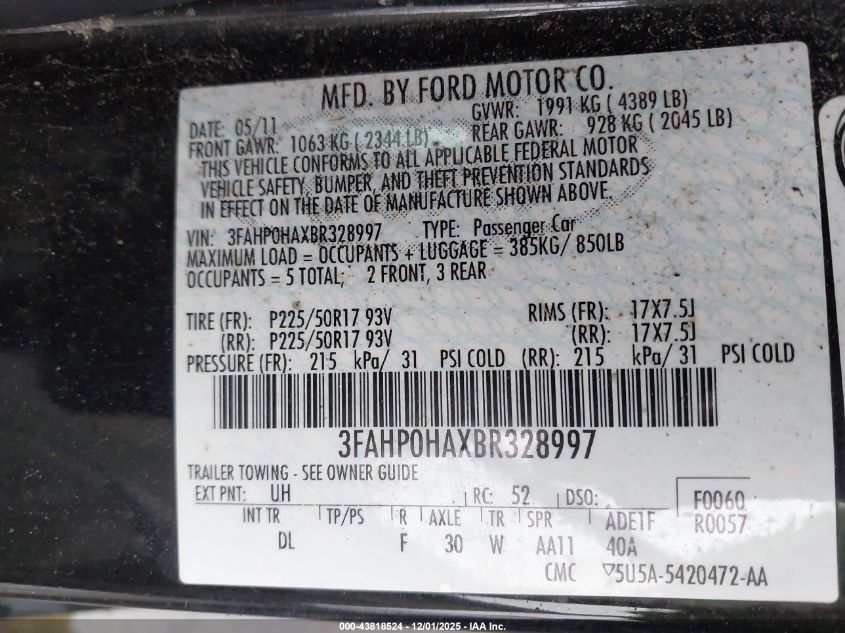 MFD. BY FORD MOTOR CO.
DATE: 05/11 GVWR: 1991 KG ( 4389 LB)
FRONT GAWR: 1063 KG ( 2344 LB) REAR GAWR: 928 KG ( 2045 LB)
THIS VEHICLE CONFORMS TO ALL APPLICABLE FEDERAL MOTOR
VEHICLE SAFETY, BUMPER, AND THEFT PREVENTION STANDARDS
IN EFFECT ON THE DATE OF MANUFACTURE SHOWN ABOVE.
VIN: 3FAHP0HAXBR328997 TYPE: Passenger Car
MAXIMUM LOAD = OCCUPANTS + LUGGAGE = 385KG/ 850LB
OCCUPANTS = 5 TOTAL; 2 FRONT, 3 REAR
TIRE (FR): P225/50R17 93V RIMS (FR): 17X7.5J
(RR): P225/50R17 93V (RR): 17X7.5J
PRESSURE (FR): 215 kPa/ 31 PSI COLD (RR): 215 kPa/ 31 PSI COLD
3FAHP0HAXBR328997
TRAILER TOWING - SEE OWNER GUIDE
EXT PNT: UH RC: 52 DSO: F0060
INT TR TP/PS R AXLE TR SPR ADE1F R0057
DL F 30 W AA11 40A
CMC 5U5A-5420472-AA
000-43818524 - 12/01/2025 - IAA Inc.